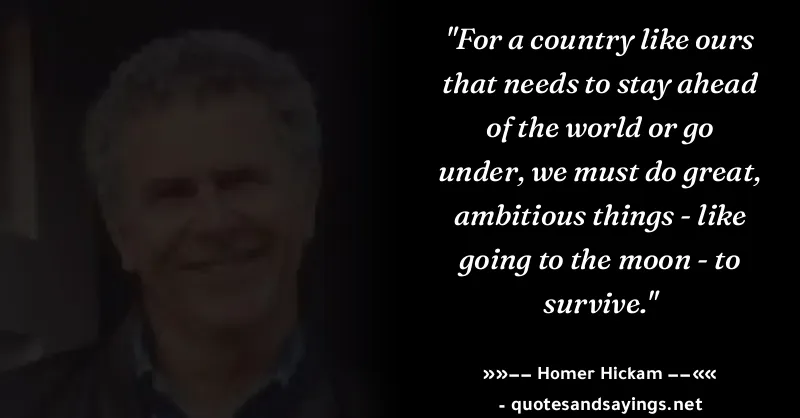 "For a country like ours
that needs to stay ahead
of the world or go
under, we must do great,
ambitious things - like
going to the moon - to
survive."
»»−− Homer Hickam −−««
- quotesandsayings.net